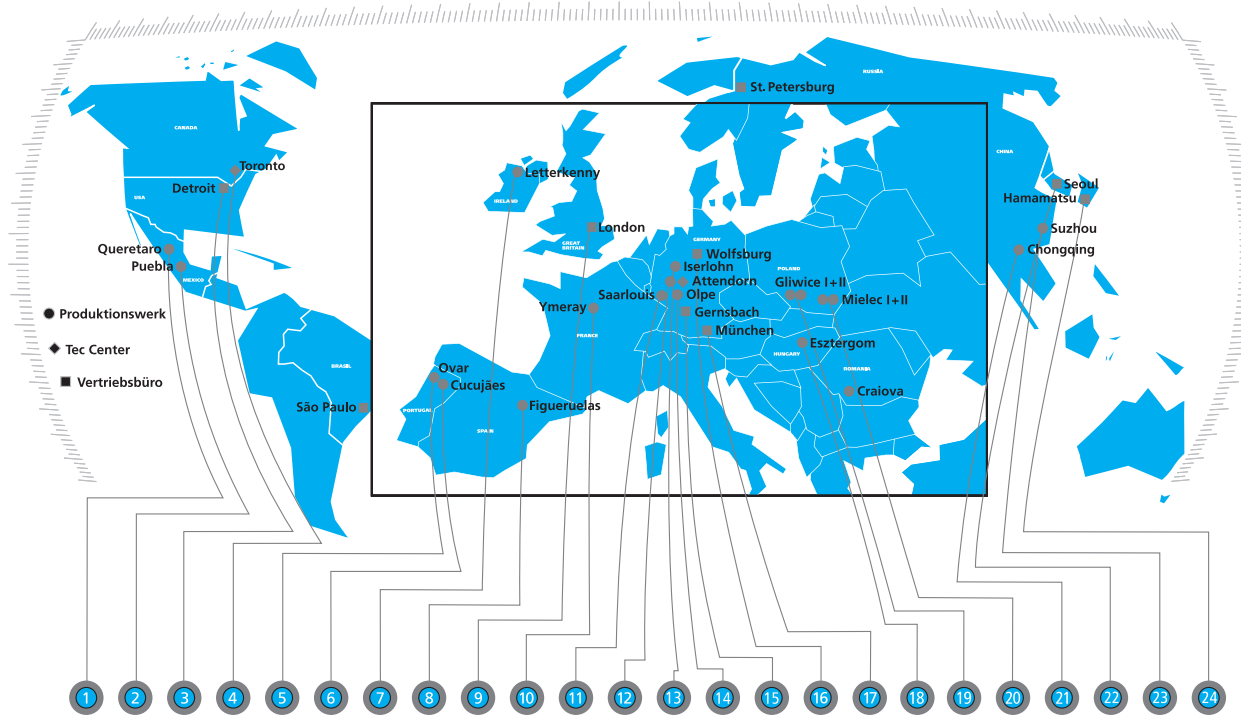 RUSSIA
St. Petersburg
CANADA
CHINA
Toronto
Letterkenny
Detroit
Seoul
USA
Hamamatsu
IRELAND
London
Suzhou
GERMANY
GREAT
BRITAIN
Queretaro
Wolfsburg
Chongqing
Puebla
Iserlohn
POLAND
MEXICO
Attendorn
Gliwice I+II
Saarlouis
Olpe
Mielec I+II
Ymeray
Gernsbach
Produktionswerk
FRANCE
München
Esztergom
Tec Center
HUNGARY
BRASIL
Ovar
ROMANIA
Vertriebsbüro
Cucujães
Craiova
São Paulo
PORTUGAL
Figueruelas
SPAIN
1 2 3 4 5 6 7 8 9 10 11 12 13 14 15 16 17 18 19 20 21 22 23 24